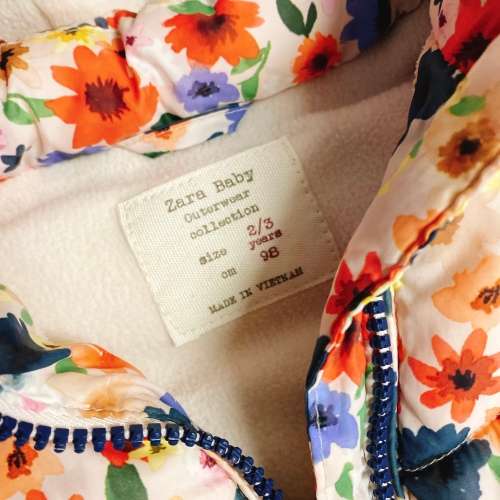 Zara Baby
Outerwear
collection
size 2/3 years
cm 98
MADE IN VIETNAM